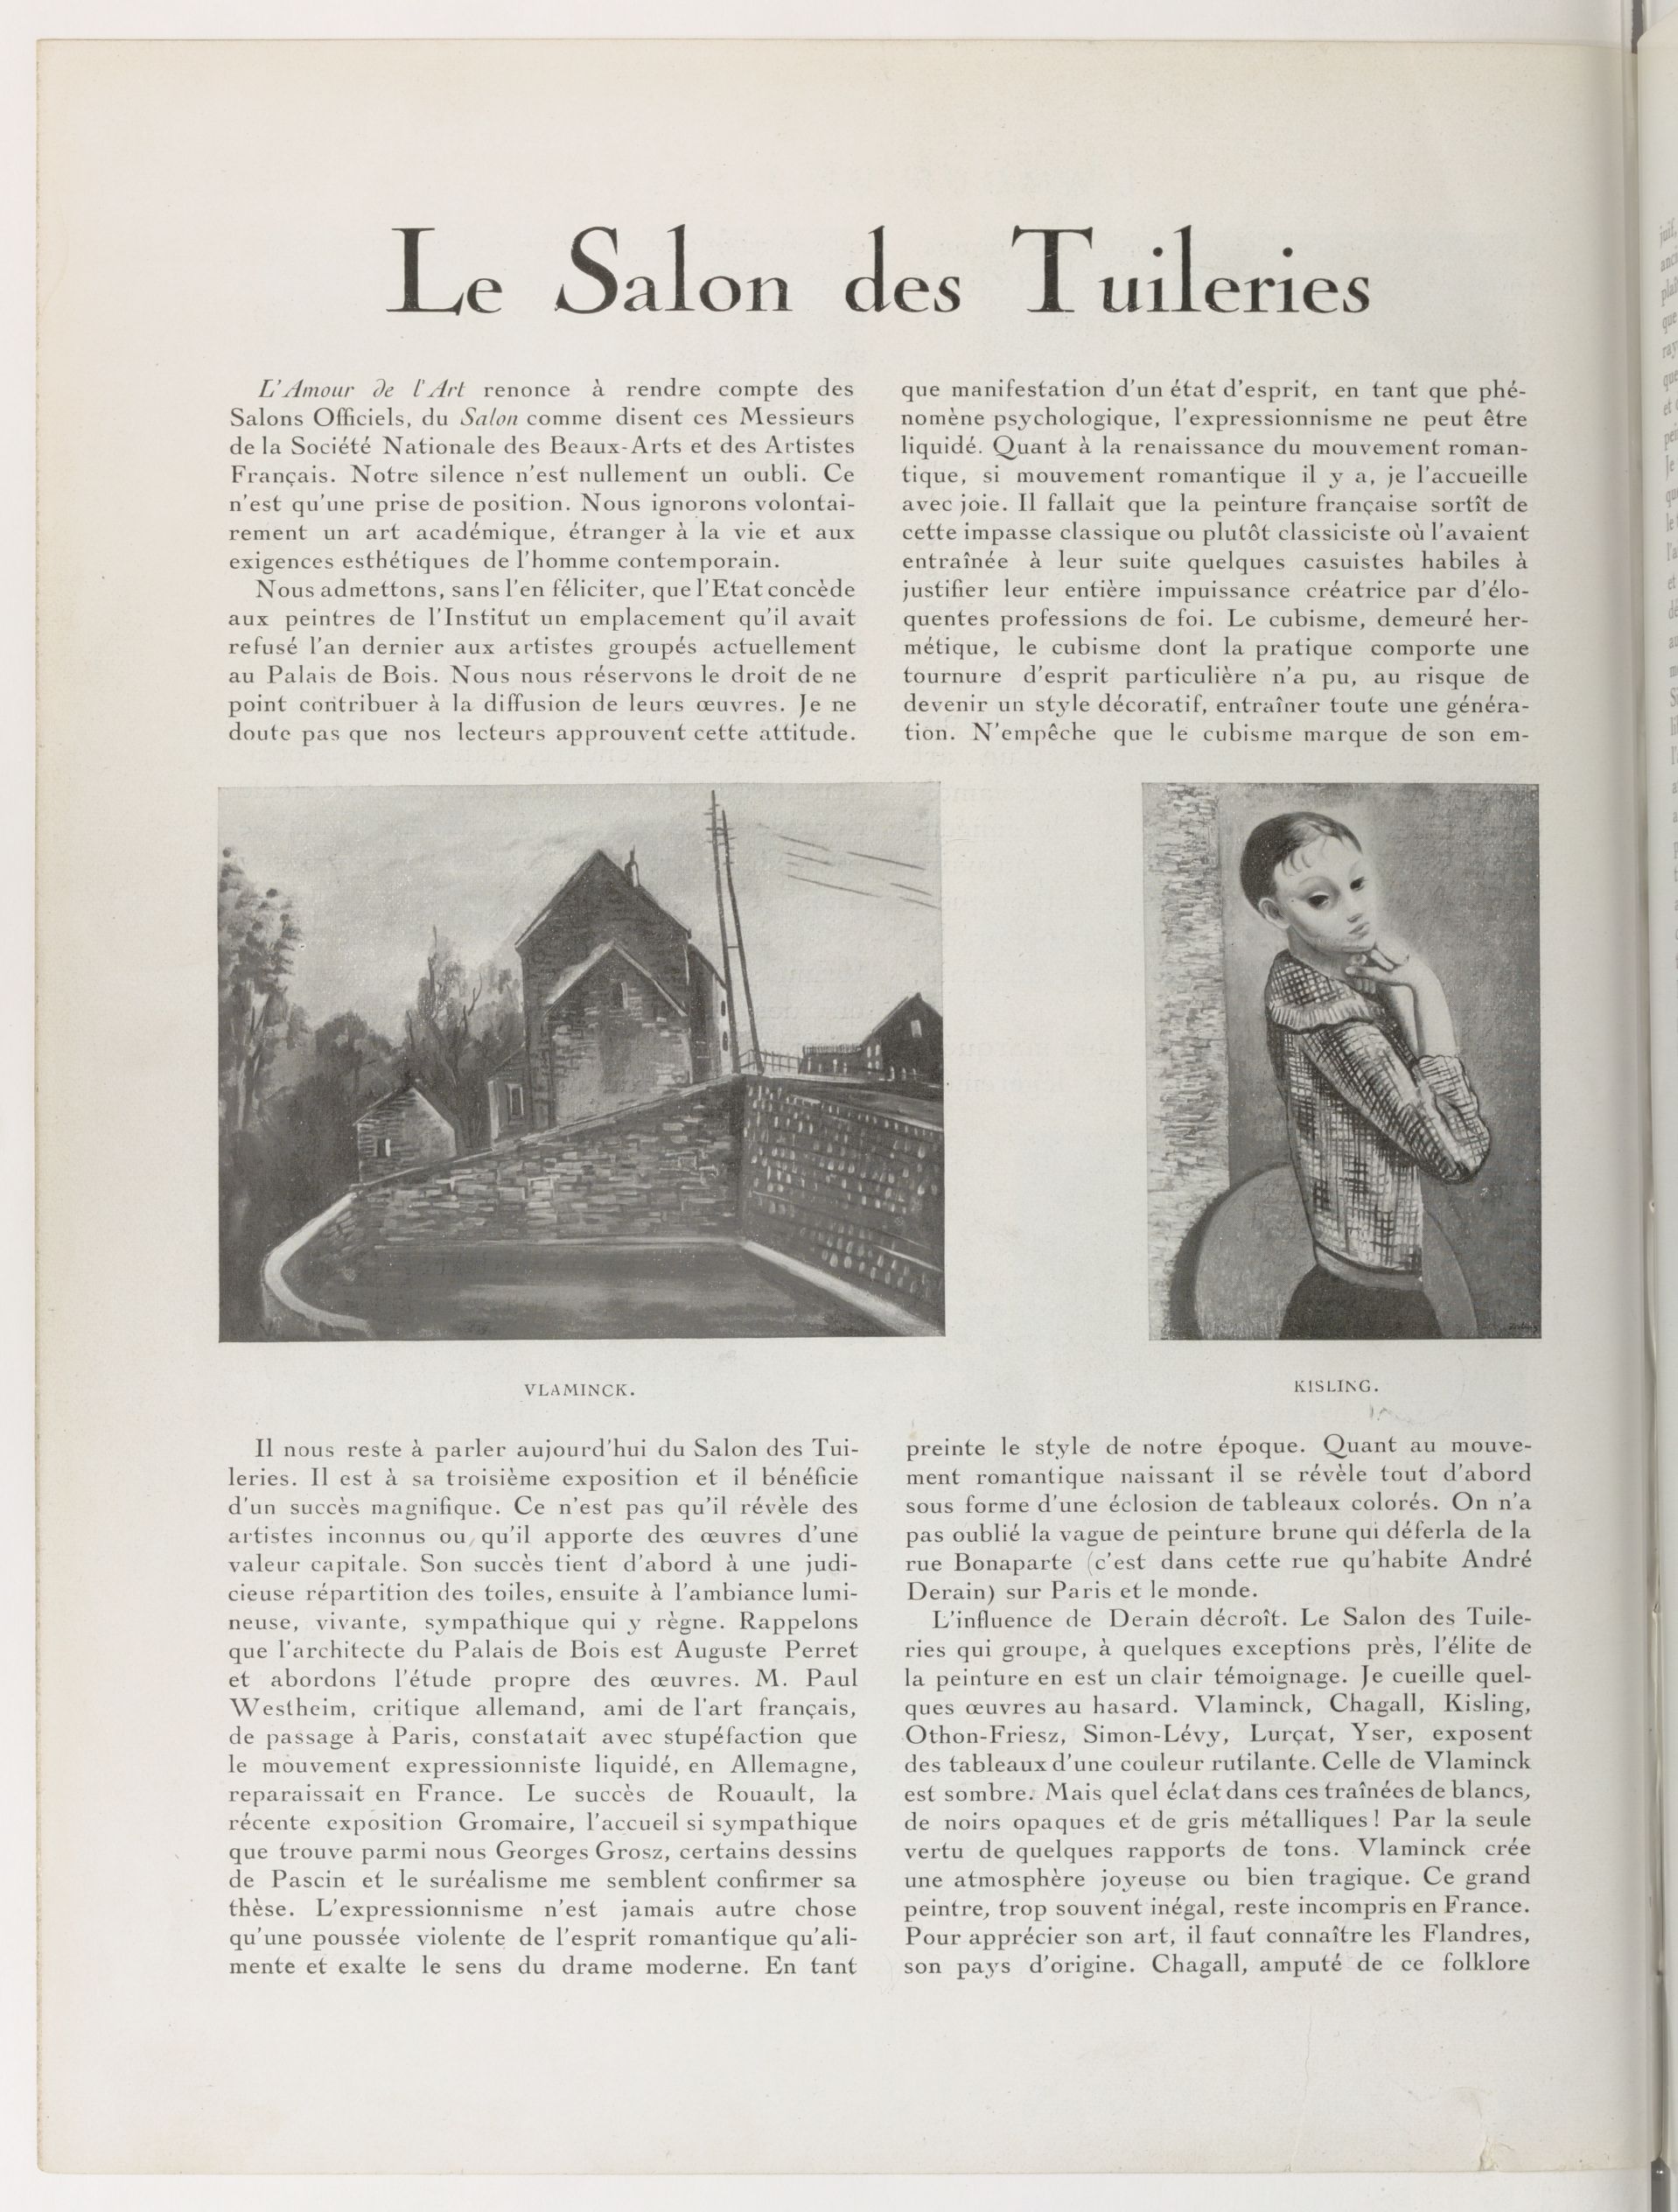 Le Salon des Tuileries
L'Amour de l'Art renonce à rendre compte des
Salons Officiels, du Salon comme disent ces Messieurs
de la Société Nationale des Beaux-Arts et des Artistes
Français. Notre silence n'est nullement un oubli. Ce
n'est qu'une prise de position. Nous ignorons volontai-
rement un art académique, étranger à la vie et aux
exigences esthétiques de l'homme contemporain.
Nous admettons, sans l'en féliciter, que l'Etat concède
aux peintres de l'Institut un emplacement qu'il avait
refusé l'an dernier aux artistes groupés actuellement
au Palais de Bois. Nous nous réservons le droit de ne
point contribuer à la diffusion de leurs œuvres. Je ne
doute pas que nos lecteurs approuvent cette attitude.
VLAMINCK.
Il nous reste à parler aujourd'hui du Salon des Tui-
leries. Il est à sa troisième exposition et il bénéficie
d'un succès magnifique. Ce n'est pas qu'il révèle des
artistes inconnus ou qu'il apporte des œuvres d'une
valeur capitale. Son succès tient d'abord à une judi-
cieuse répartition des toiles, ensuite à l'ambiance lumi-
neuse, vivante, sympathique qui y règne. Rappelons
que l'architecte du Palais de Bois est Auguste Perret
et abordons l'étude propre des œuvres. M. Paul
Westheim, critique allemand, ami de l'art français,
de passage à Paris, constatait avec stupéfaction que
le mouvement expressionniste liquidé, en Allemagne,
reparaissait en France. Le succès de Rouault, la
récente exposition Gromaire, l'accueil si sympathique
que trouve parmi nous Georges Grosz, certains dessins
de Pascin et le suréalisme me semblent confirmer sa
thèse. L'expressionnisme n'est jamais autre chose
qu'une poussée violente de l'esprit romantique qu'ali-
mente et exalte le sens du drame moderne. En tant
que manifestation d'un état d'esprit, en tant que phé-
nomène psychologique, l'expressionnisme ne peut être
liquidé. Quant à la renaissance du mouvement roman-
tique, si mouvement romantique il y a, je l'accueille
avec joie. Il fallait que la peinture française sortît de
cette impasse classique ou plutôt classiciste où l'avaient
entraînée à leur suite quelques casuistes habiles à
justifier leur entière impuissance créatrice par d'élo-
quentes professions de foi. Le cubisme, demeuré her-
métique, le cubisme dont la pratique comporte une
tournure d'esprit particulière n'a pu, au risque de
devenir un style décoratif, entraîner toute une généra-
tion. N'empêche que le cubisme marque de son em-
KISLING.
preinte le style de notre époque. Quant au mouve-
ment romantique naissant il se révèle tout d'abord
sous forme d'une éclosion de tableaux colorés. On n'a
pas oublié la vague de peinture brune qui déferla de la
rue Bonaparte (c'est dans cette rue qu'habite André
Derain) sur Paris et le monde.
L'influence de Derain décroît. Le Salon des Tuile-
ries qui groupe, à quelques exceptions près, l'élite de
la peinture en est un clair témoignage. Je cueille quel-
ques œuvres au hasard. Vlaminck, Chagall, Kisling,
Othon-Friesz, Simon-Lévy, Lurçat, Yser, exposent
des tableaux d'une couleur rutilante. Celle de Vlaminck
est sombre. Mais quel éclat dans ces traînées de blancs,
de noirs opaques et de gris métalliques ! Par la seule
vertu de quelques rapports de tons. Vlaminck crée
une atmosphère joyeuse ou bien tragique. Ce grand
peintre, trop souvent inégal, reste incompris en France.
Pour apprécier son art, il faut connaître les Flandres,
son pays d'origine. Chagall, amputé de ce folklore